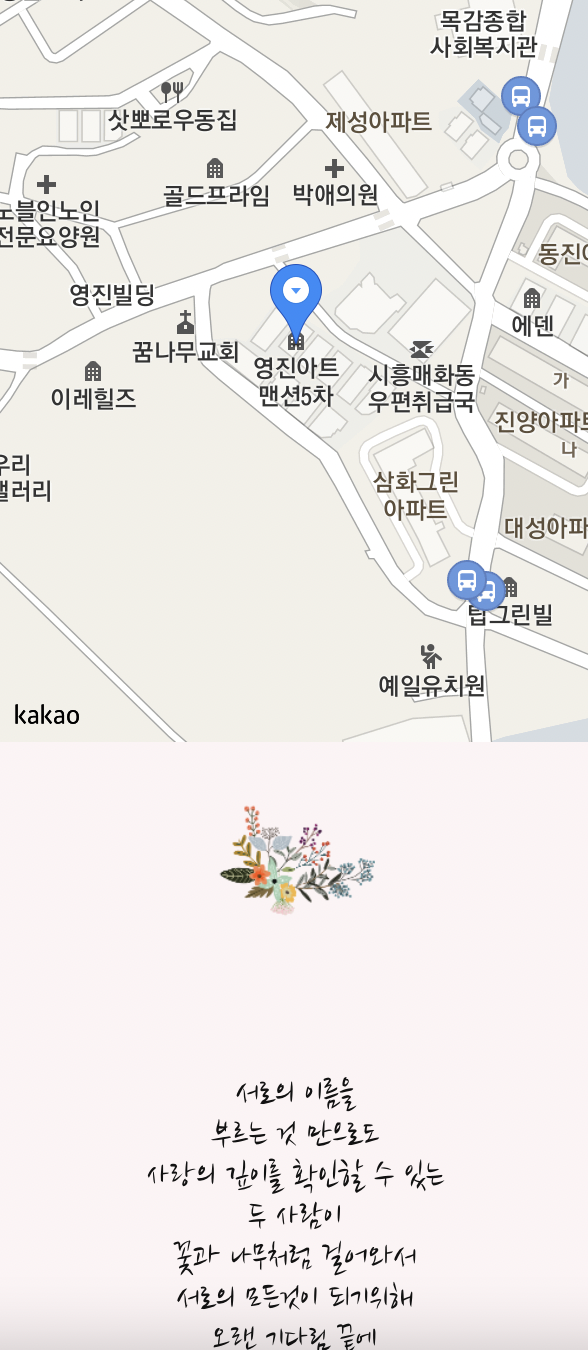 목감종합
사회복지관
삿뽀로우동집
제성아파트
골드프라임
박애의원
노블인노인
전문요양원
동진아
영진빌딩
에덴
꿈나무교회
영진아트
맨션5차
시흥매화동
우편취급국
이레힐즈
가
진양아파트
나
우리
갤러리
삼화그린
아파트
대성아파
탑그린빌
예일유치원
kakao
서로의 이름을
부르는 것 만으로도
사랑의 깊이를 확인할 수 있는
두 사람이
꽃과 나무처럼 걸어와서
서로의 모든것이 되기위해
오랜 기다림 끝에